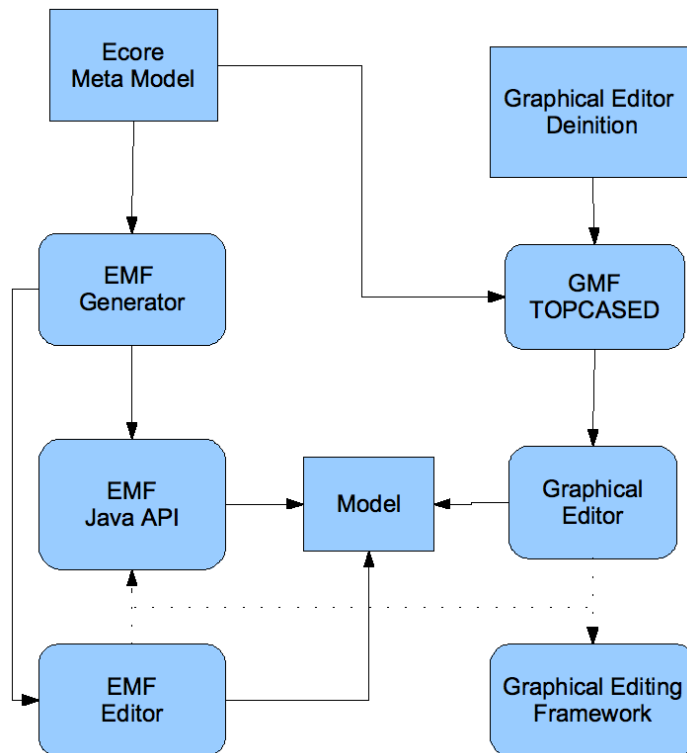 Ecore
Meta Model
Graphical Editor
Deinition
EMF
Generator
GMF
TOPCASED
EMF
Java API
Model
Graphical
Editor
EMF
Editor
Graphical Editing
Framework